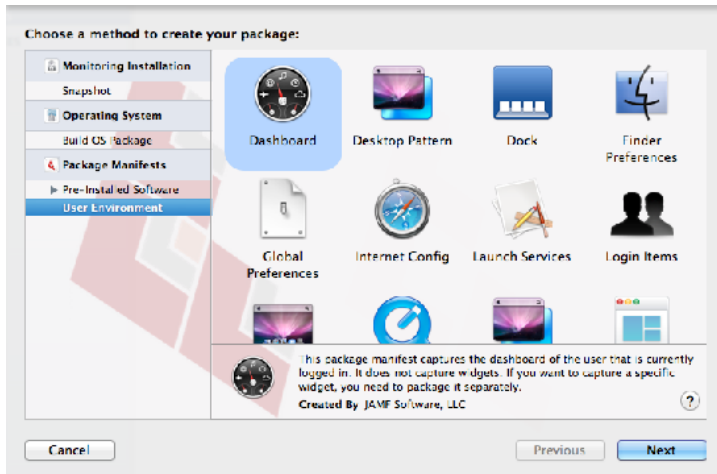 Choose a method to create your package:
Monitoring Installation
Snapshot
Operating System
Build OS Package
Package Manifests
Pre-Installed Software
User Environment
Dashboard
Desktop Pattern
Dock
Finder
Preferences
Global
Preferences
Internet Config
Launch Services
Login Items
This package manifest captures the dashboard of the user that is currently
logged in. It does not capture widgets. If you want to capture a specific
widget, you need to package it separately.
Created By JAMF Software, LLC
?
Cancel
Previous
Next